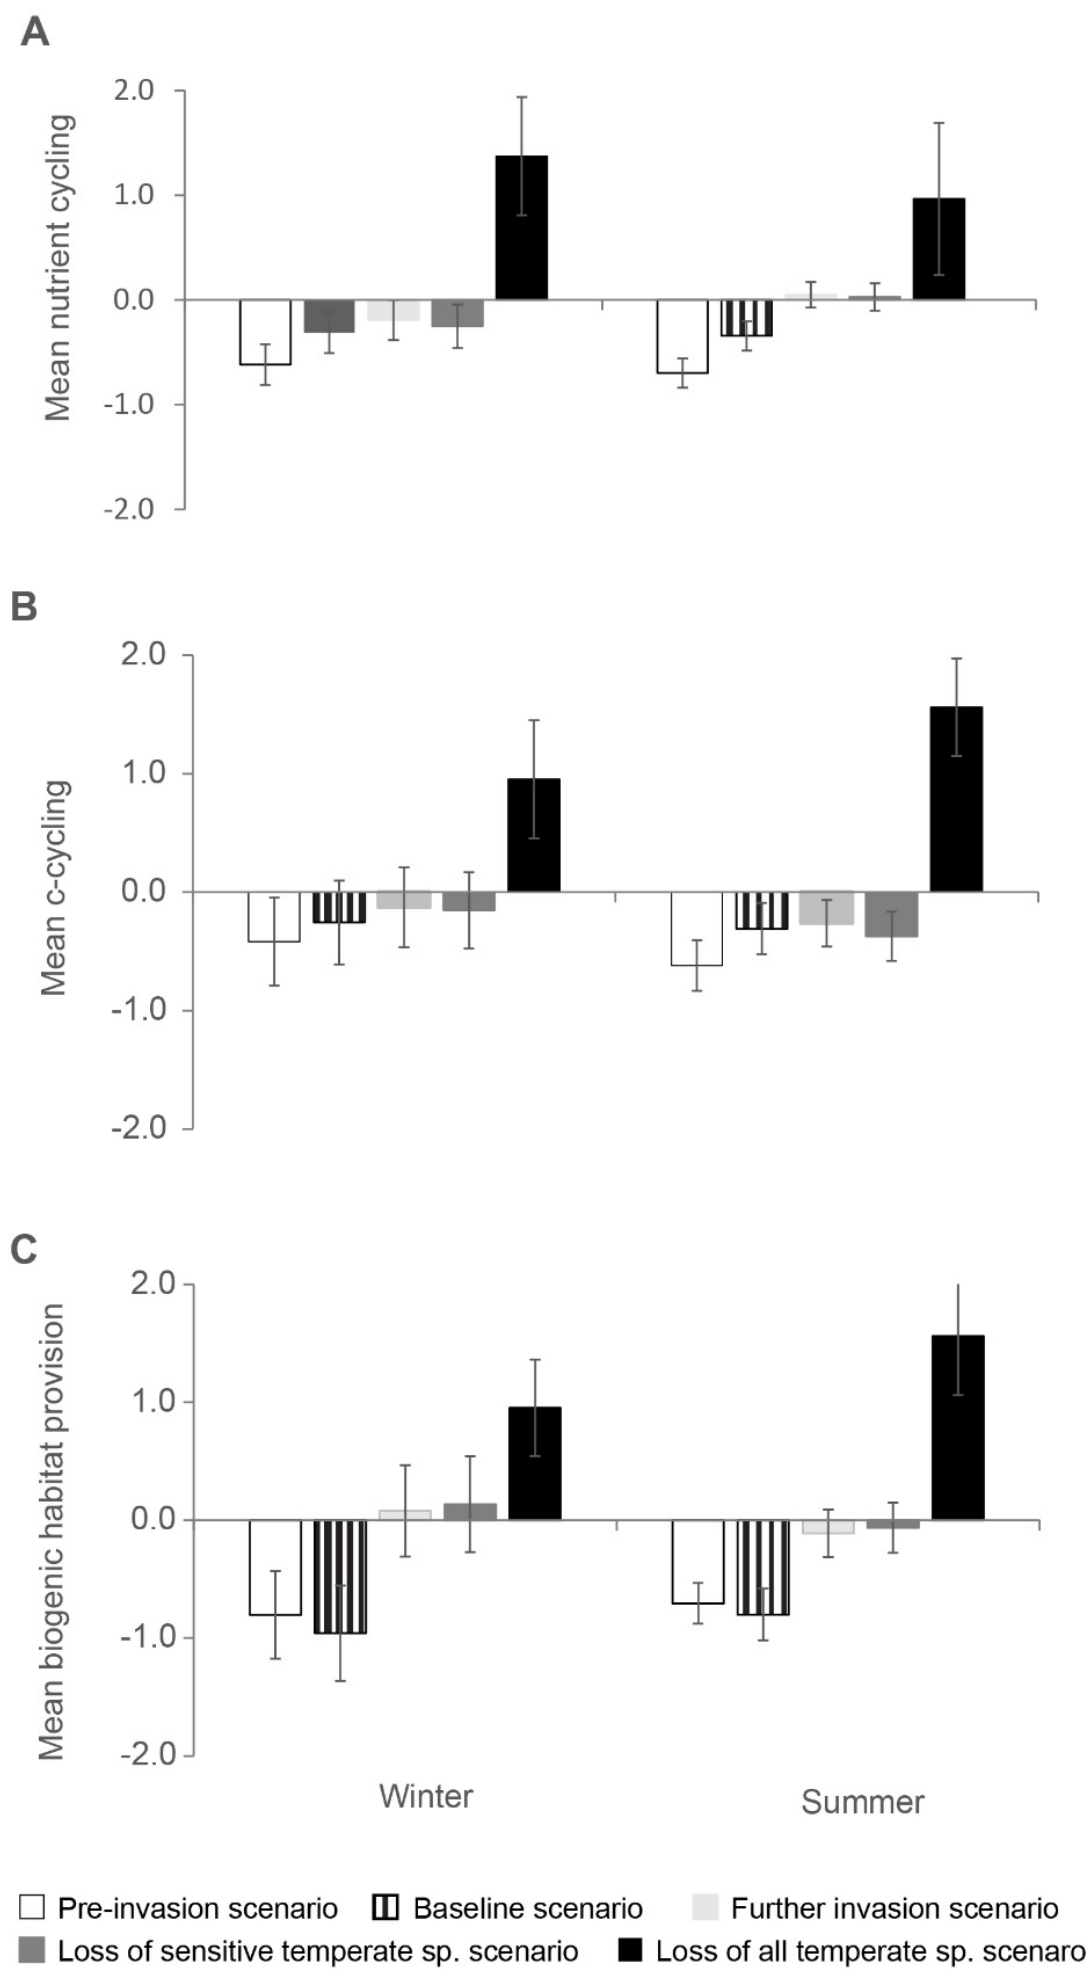 A
Mean nutrient cycling
2.0
1.0
0.0
-1.0
-2.0
B
Mean c-cycling
2.0
1.0
0.0
-1.0
-2.0
C
Mean biogenic habitat provision
2.0
1.0
0.0
-1.0
-2.0
Winter
Summer
Pre-invasion scenario
Baseline scenario
Further invasion scenario
Loss of sensitive temperate sp. scenario
Loss of all temperate sp. scenaro